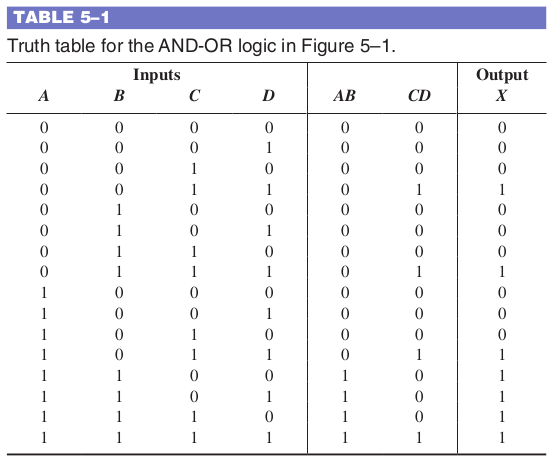 TABLE 5–1
Truth table for the AND-OR logic in Figure 5–1.
Inputs Output
A B C D AB CD X
0 0 0 0 0 0 0
0 0 0 1 0 0 0
0 0 1 0 0 0 0
0 0 1 1 0 1 1
0 1 0 0 0 0 0
0 1 0 1 0 0 0
0 1 1 0 0 0 0
0 1 1 1 0 1 1
1 0 0 0 0 0 0
1 0 0 1 0 0 0
1 0 1 0 0 0 0
1 0 1 1 0 1 1
1 1 0 0 1 0 1
1 1 0 1 1 0 1
1 1 1 0 1 0 1
1 1 1 1 1 1 1